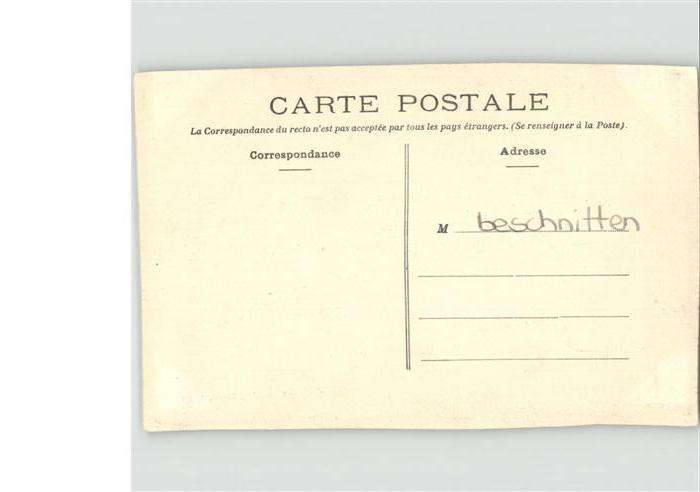 CARTE POSTALE
La Correspondance du recto n'est pas acceptée par tous les pays étrangers. (Se renseigner à la Poste).
Correspondance
Adresse
M beschnitten